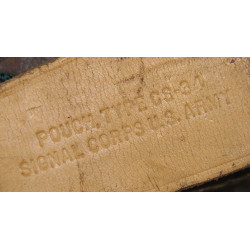 POUCH, TYPE CS-34
SIGNAL CORPS U.S. ARMY